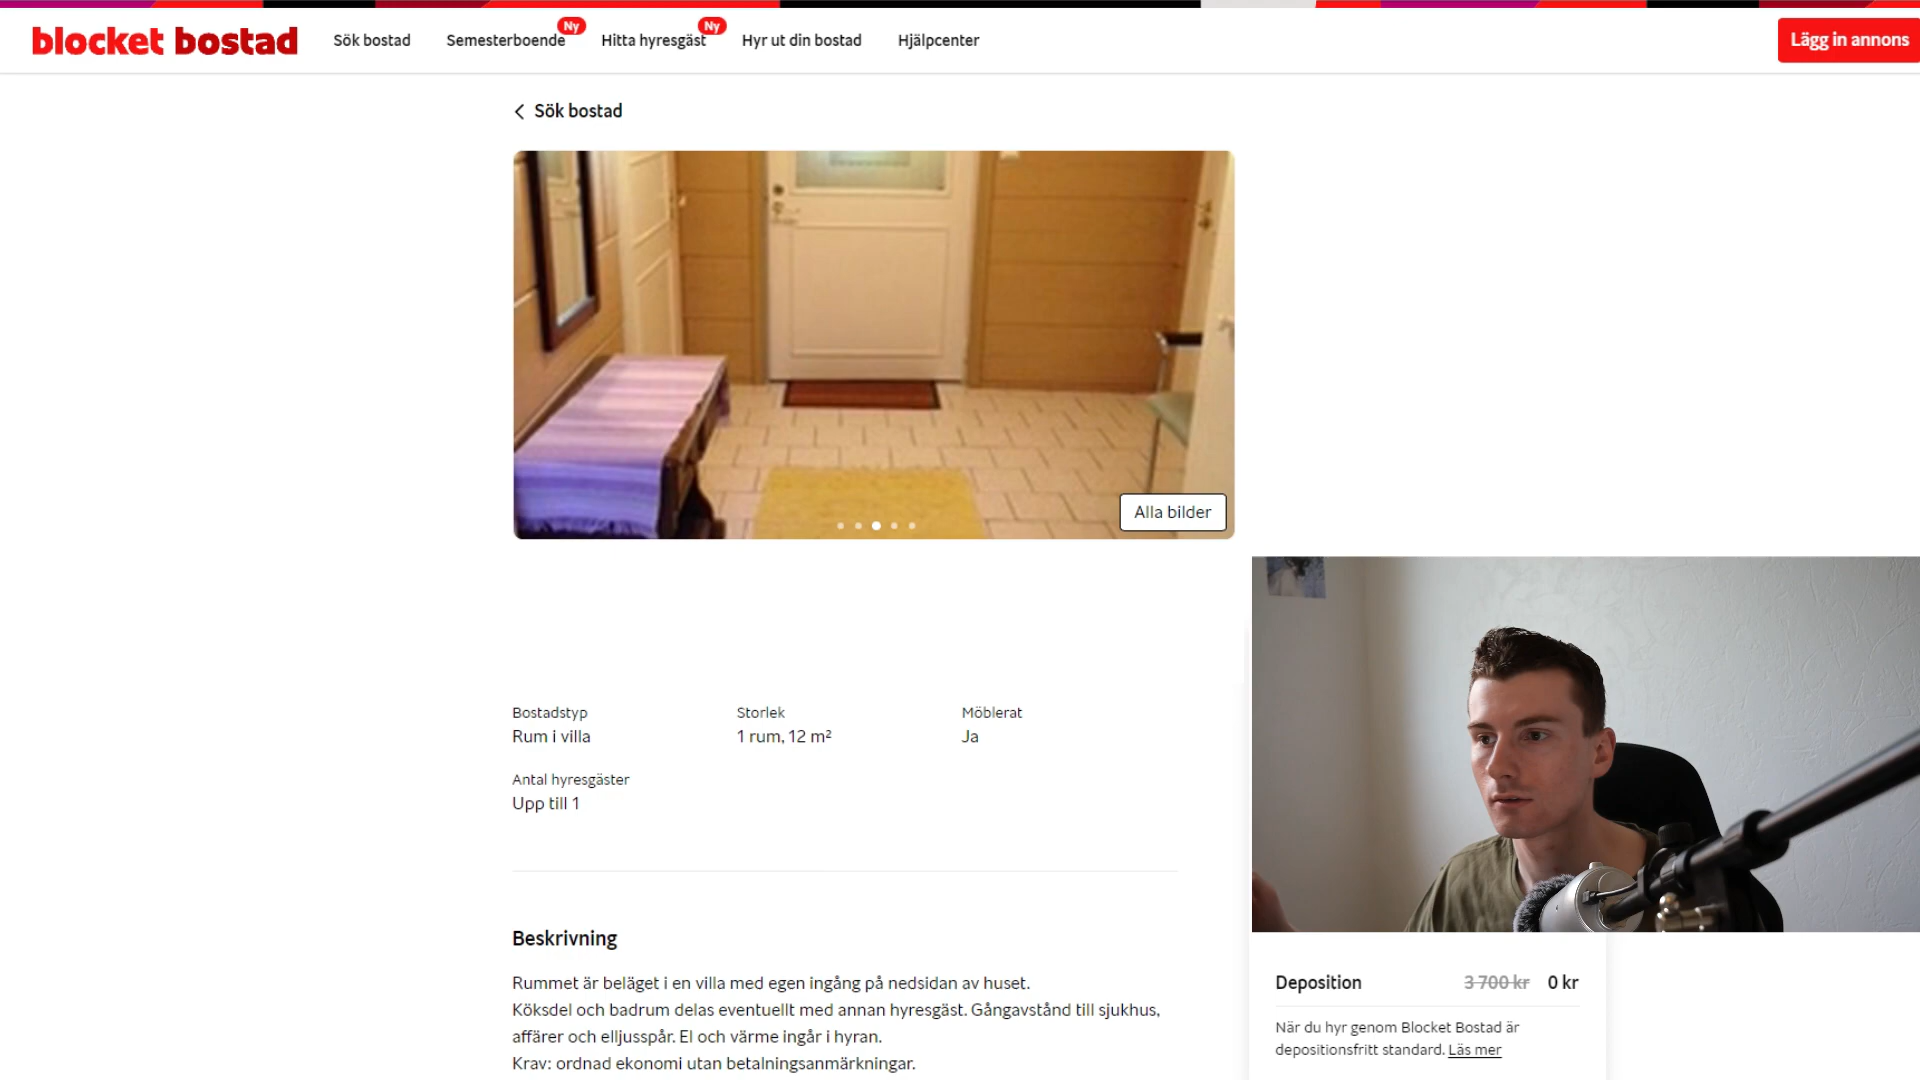 blocket bostad
Sök bostad
Semesterboende
Ny
Hitta hyresgäst
Ny
Hyr ut din bostad
Hjälpcenter
Lägg in annons
Sök bostad
Alla bilder
Bostadstyp
Rum i villa
Storlek
1 rum, 12 m²
Möblerat
Ja
Antal hyresgäster
Upp till 1
Beskrivning
Rummet är beläget i en villa med egen ingång på nedsidan av huset.
Köksdel och badrum delas eventuellt med annan hyresgäst. Gångavstånd till sjukhus,
affärer och elljusspår. El och värme ingår i hyran.
Krav: ordnad ekonomi utan betalningsanmärkningar.
Deposition 3 700 kr 0 kr
När du hyr genom Blocket Bostad är
depositionsfritt standard. Läs mer